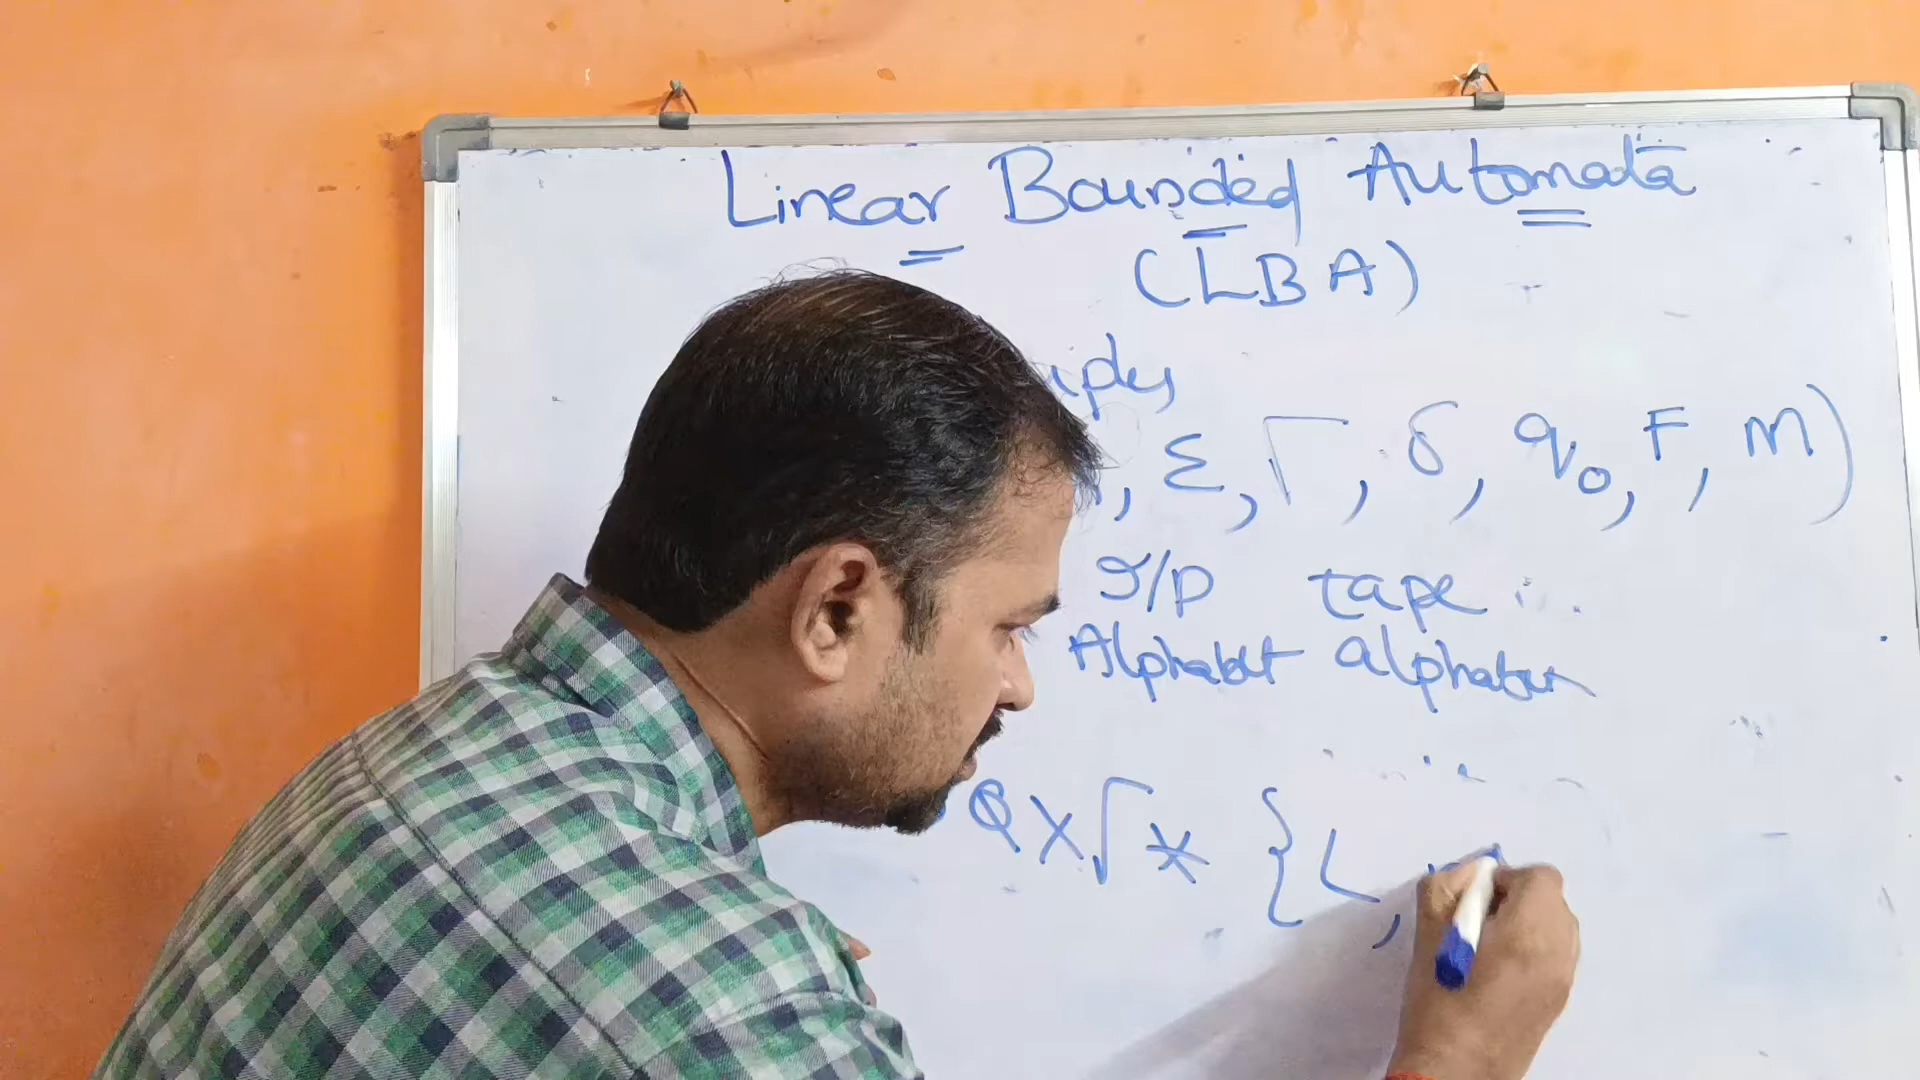 Linear Bounded Automata
(LBA)
, Σ, Γ, δ, q₀, F, M)
I/P tape
Alphabet alphabet
Q X Γ * { L ,